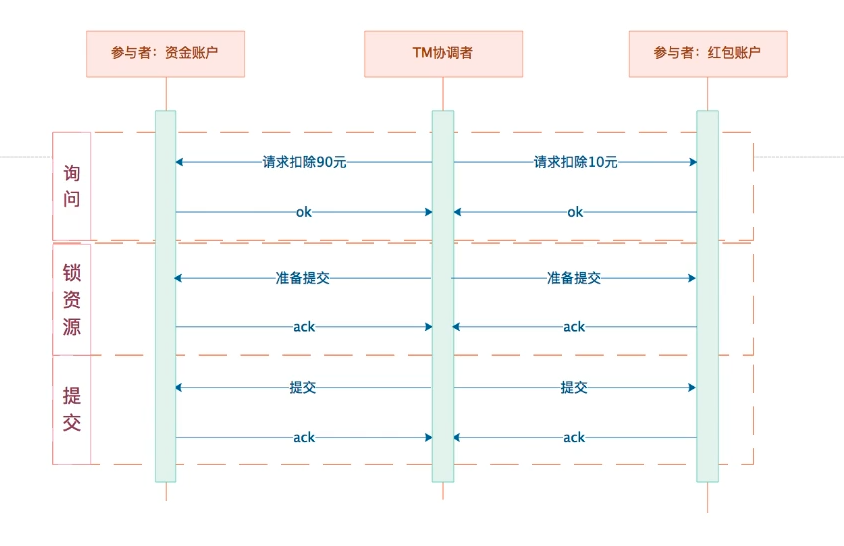 参与者：资金账户
TM协调者
参与者：红包账户
询问
请求扣除90元
请求扣除10元
ok
ok
锁资源
准备提交
准备提交
ack
ack
提交
提交
提交
ack
ack